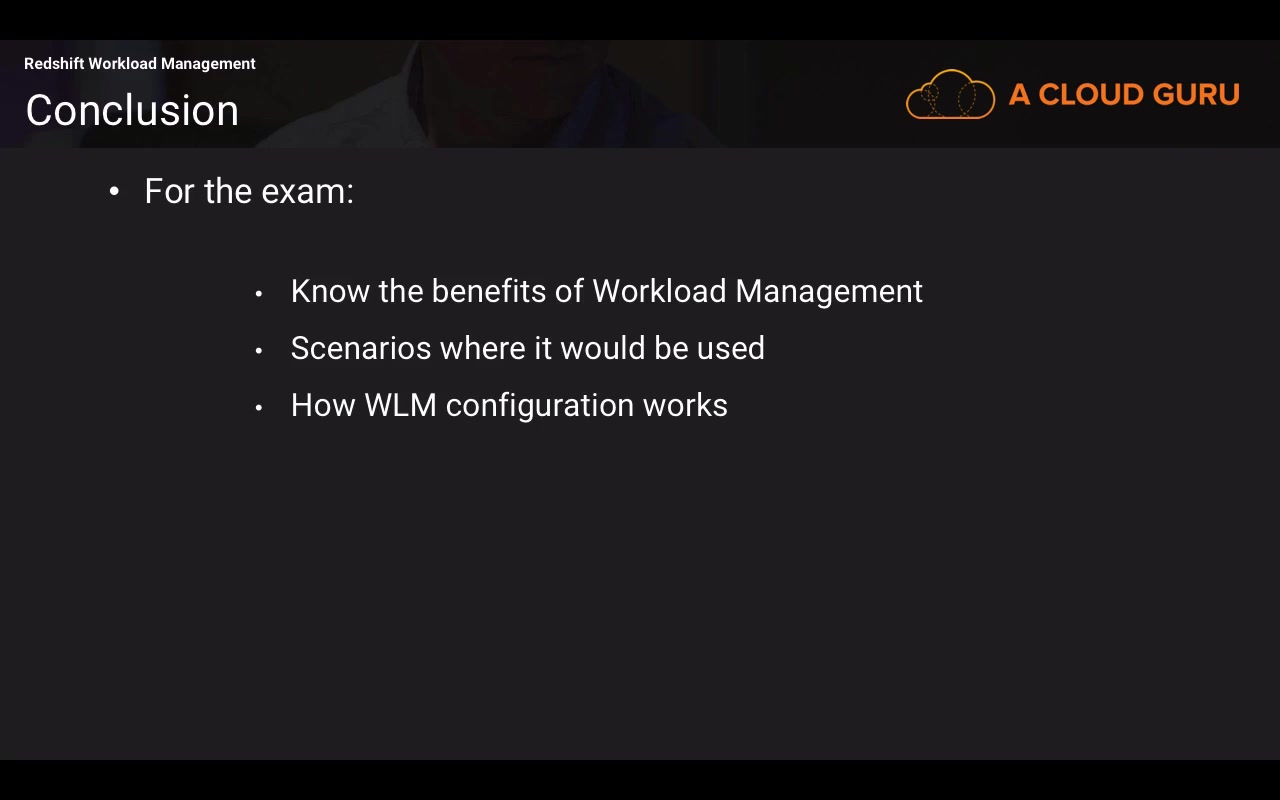 Redshift Workload Management
Conclusion
A CLOUD GURU
• For the exam:
• Know the benefits of Workload Management
• Scenarios where it would be used
• How WLM configuration works